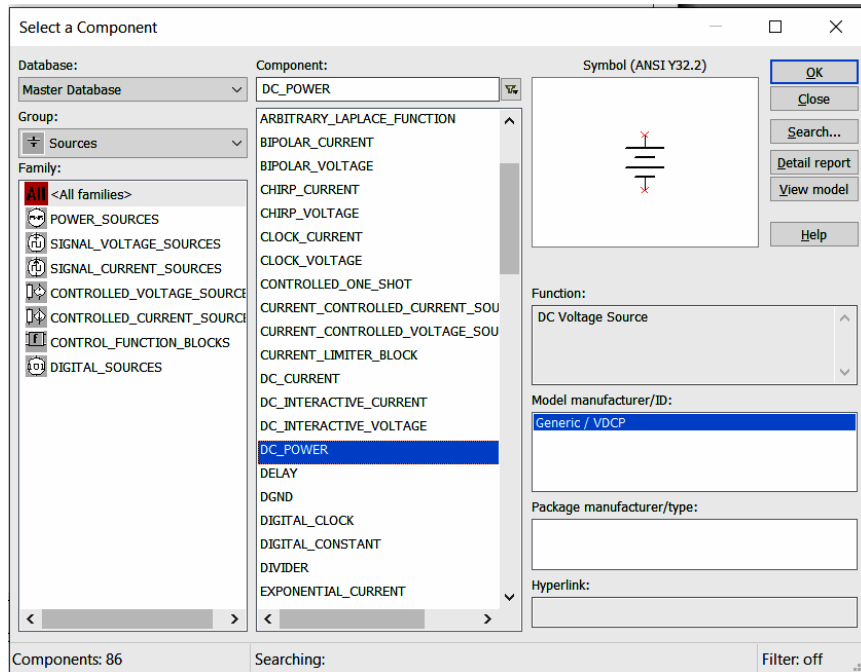 Select a Component
Database:
Master Database
Group:
Sources
Family:
All <All families>
POWER_SOURCES
SIGNAL_VOLTAGE_SOURCES
SIGNAL_CURRENT_SOURCES
CONTROLLED_VOLTAGE_SOURCE
CONTROLLED_CURRENT_SOURCE
CONTROL_FUNCTION_BLOCKS
DIGITAL_SOURCES
Component:
DC_POWER
ARBITRARY_LAPLACE_FUNCTION
BIPOLAR_CURRENT
BIPOLAR_VOLTAGE
CHIRP_CURRENT
CHIRP_VOLTAGE
CLOCK_CURRENT
CLOCK_VOLTAGE
CONTROLLED_ONE_SHOT
CURRENT_CONTROLLED_CURRENT_SOU
CURRENT_CONTROLLED_VOLTAGE_SOU
CURRENT_LIMITER_BLOCK
DC_CURRENT
DC_INTERACTIVE_CURRENT
DC_INTERACTIVE_VOLTAGE
DC_POWER
DELAY
DGND
DIGITAL_CLOCK
DIGITAL_CONSTANT
DIVIDER
EXPONENTIAL_CURRENT
Symbol (ANSI Y32.2)
Function:
DC Voltage Source
Model manufacturer/ID:
Generic / VDCP
Package manufacturer/type:
Hyperlink:
OK
Close
Search...
Detail report
View model
Help
Components: 86
Searching:
Filter: off